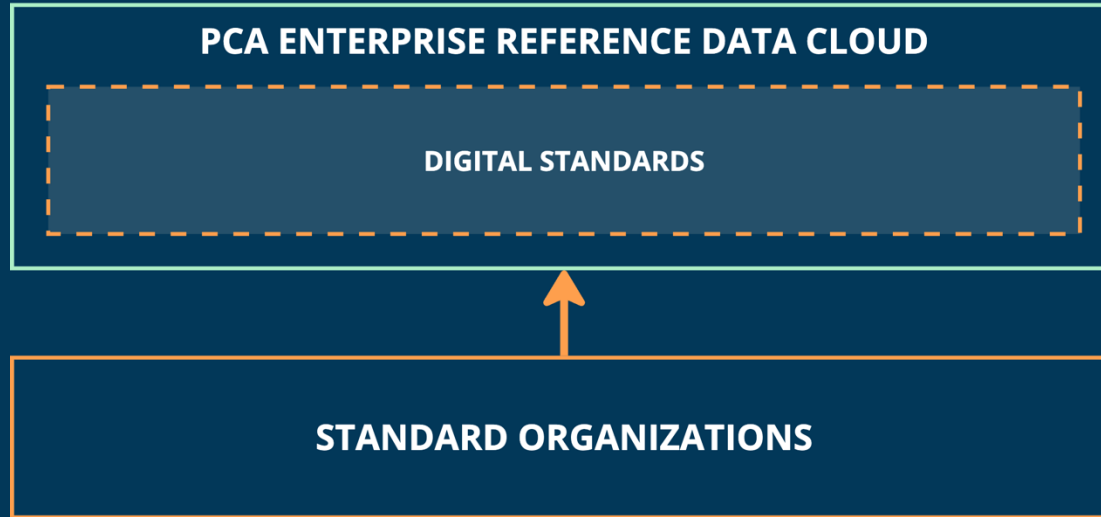 PCA ENTERPRISE REFERENCE DATA CLOUD
DIGITAL STANDARDS
STANDARD ORGANIZATIONS